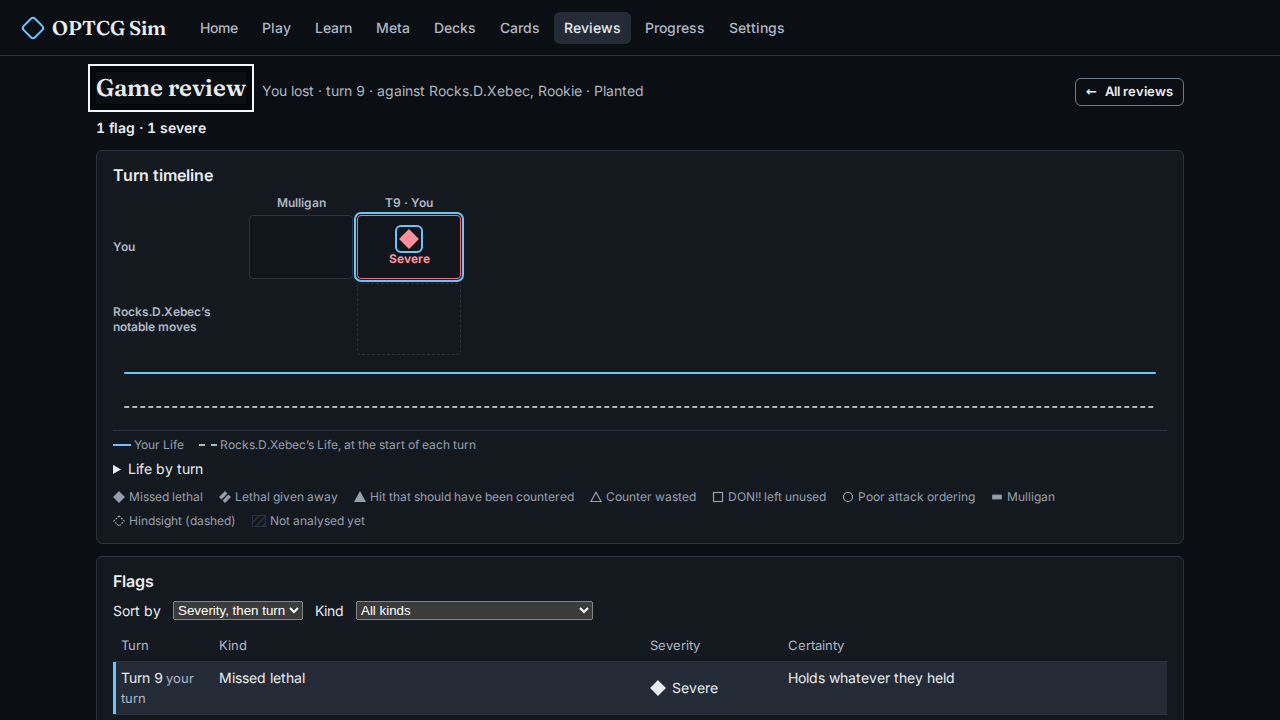 OPTCG Sim Home Play Learn Meta Decks Cards Reviews Progress Settings
Game review You lost · turn 9 · against Rocks.D.Xebec, Rookie · Planted ← All reviews
1 flag · 1 severe
Turn timeline
Mulligan T9 · You
You
Severe
Rocks.D.Xebec’s
notable moves
Your Life Rocks.D.Xebec’s Life, at the start of each turn
Life by turn
Missed lethal Lethal given away Hit that should have been countered Counter wasted DON!! left unused Poor attack ordering Mulligan
Hindsight (dashed) Not analysed yet
Flags
Sort by Severity, then turn Kind All kinds
Turn Kind Severity Certainty
Turn 9 your Missed lethal Holds whatever they held
turn Severe